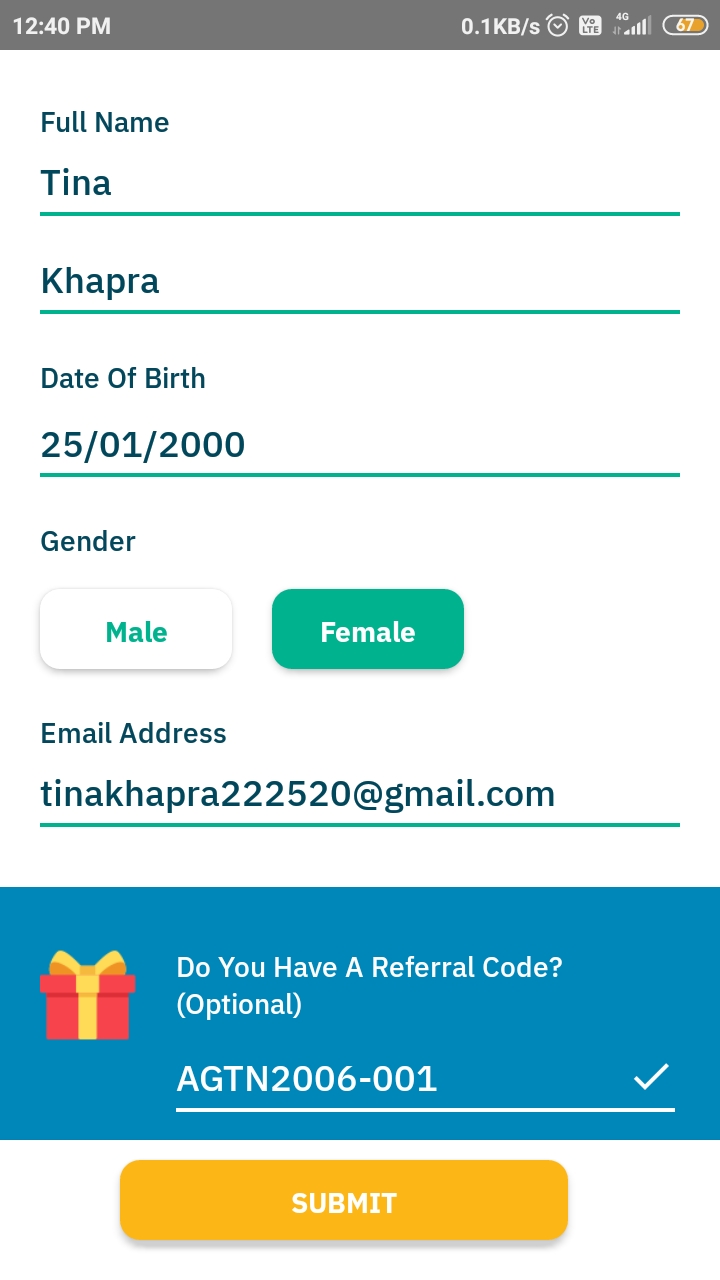 12:40 PM 0.1KB/s Vo LTE 4G 67
Full Name
Tina
Khapra
Date Of Birth
25/01/2000
Gender
Male Female
Email Address
tinakhapra222520@gmail.com
Do You Have A Referral Code?
(Optional)
AGTN2006-001
SUBMIT